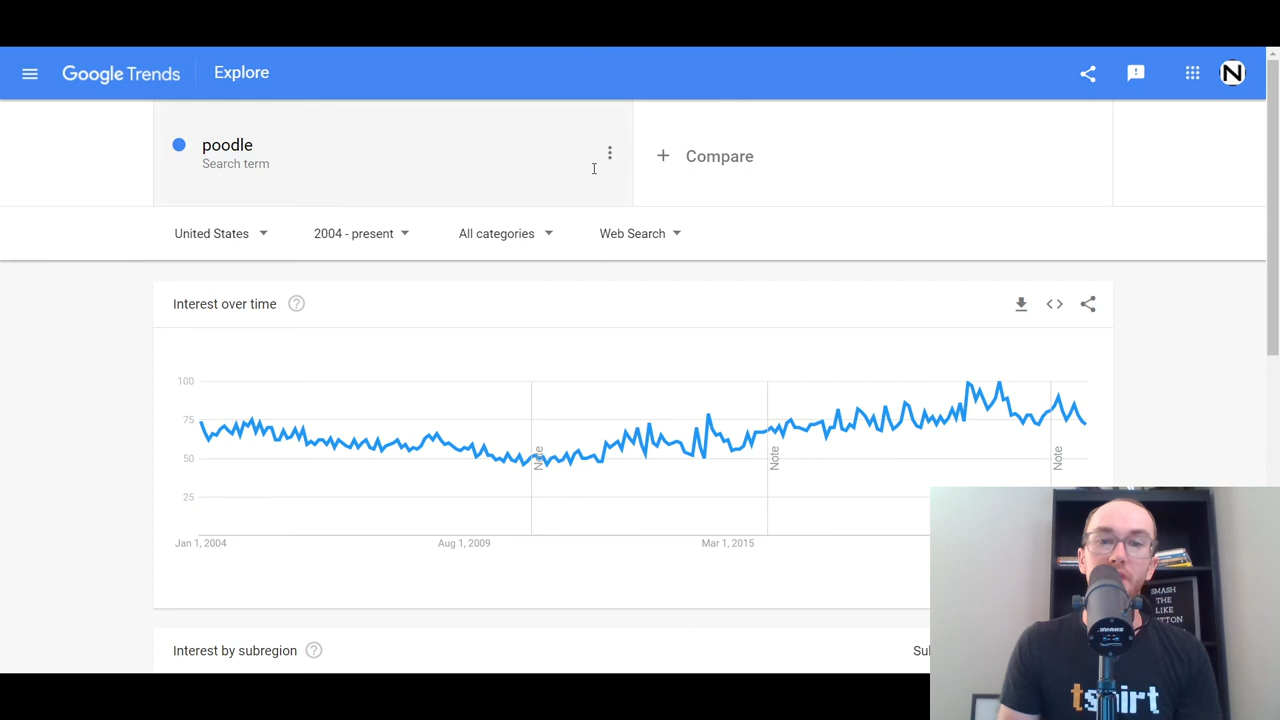 Google Trends
Explore
N
poodle
Search term
+ Compare
United States
2004 - present
All categories
Web Search
Interest over time
100
75
50
25
Note
Note
Note
Jan 1, 2004
Aug 1, 2009
Mar 1, 2015
Interest by subregion
Su
SMASH
THE
LIKE
SHURE
tshirt